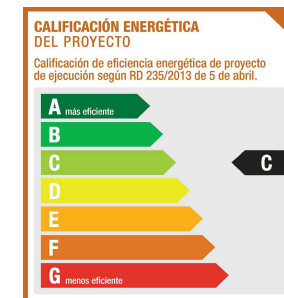 CALIFICACIÓN ENERGÉTICA
DEL PROYECTO
Calificación de eficiencia energética de proyecto
de ejecución según RD 235/2013 de 5 de abril.
A más eficiente
B
C
C
D
E
F
G menos eficiente